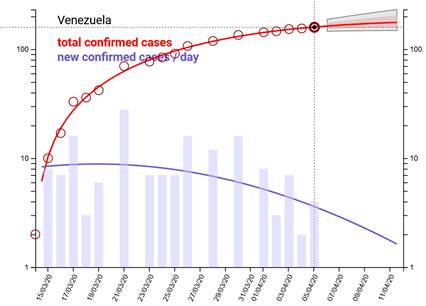 Venezuela
total confirmed cases
new confirmed cases / day
100 100
10 10
1 1
15/03/20 17/03/20 19/03/20 21/03/20 23/03/20 25/03/20 27/03/20 29/03/20 31/03/20 01/04/20 03/04/20 05/04/20 07/04/20 09/04/20 11/04/20